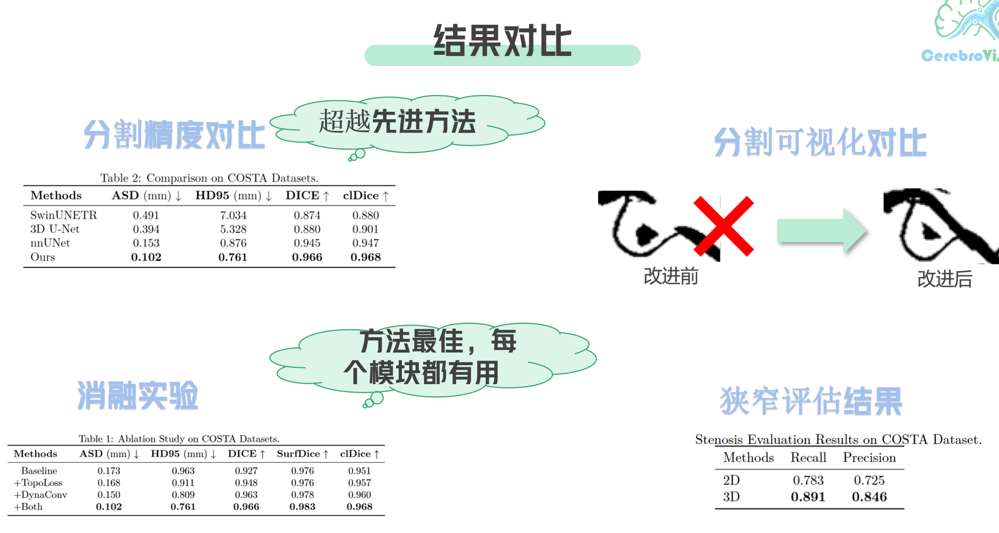 结果对比
CerebroVis
超越先进方法
分割精度对比
Table 2: Comparison on COSTA Datasets.
Methods ASD (mm) ↓ HD95 (mm) ↓ DICE ↑ clDice ↑
SwinUNETR 0.491 7.034 0.874 0.880
3D U-Net 0.394 5.328 0.880 0.901
nnUNet 0.153 0.876 0.945 0.947
Ours 0.102 0.761 0.966 0.968
分割可视化对比
改进前
改进后
方法最佳，每
个模块都有用
消融实验
Table 1: Ablation Study on COSTA Datasets.
Methods ASD (mm) ↓ HD95 (mm) ↓ DICE ↑ SurfDice ↑ clDice ↑
Baseline 0.173 0.963 0.927 0.976 0.951
+TopoLoss 0.168 0.911 0.948 0.976 0.957
+DynaConv 0.150 0.809 0.963 0.978 0.960
+Both 0.102 0.761 0.966 0.983 0.968
狭窄评估结果
Stenosis Evaluation Results on COSTA Dataset.
Methods Recall Precision
2D 0.783 0.725
3D 0.891 0.846